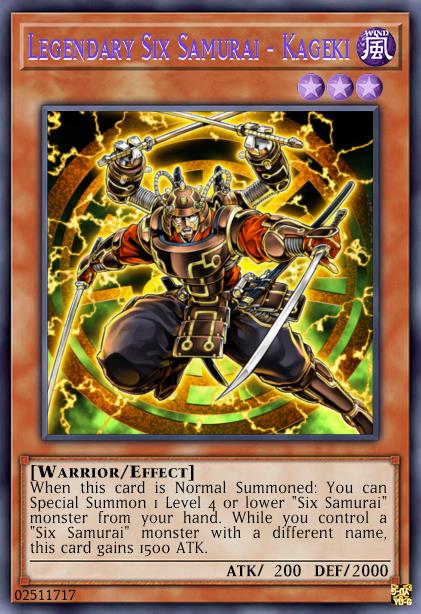 Legendary Six Samurai - Kageki
WIND
風
[Warrior/Effect]
When this card is Normal Summoned: You can
Special Summon 1 Level 4 or lower "Six Samurai"
monster from your hand. While you control a
"Six Samurai" monster with a different name,
this card gains 1500 ATK.
ATK/ 200 DEF/2000
02511717